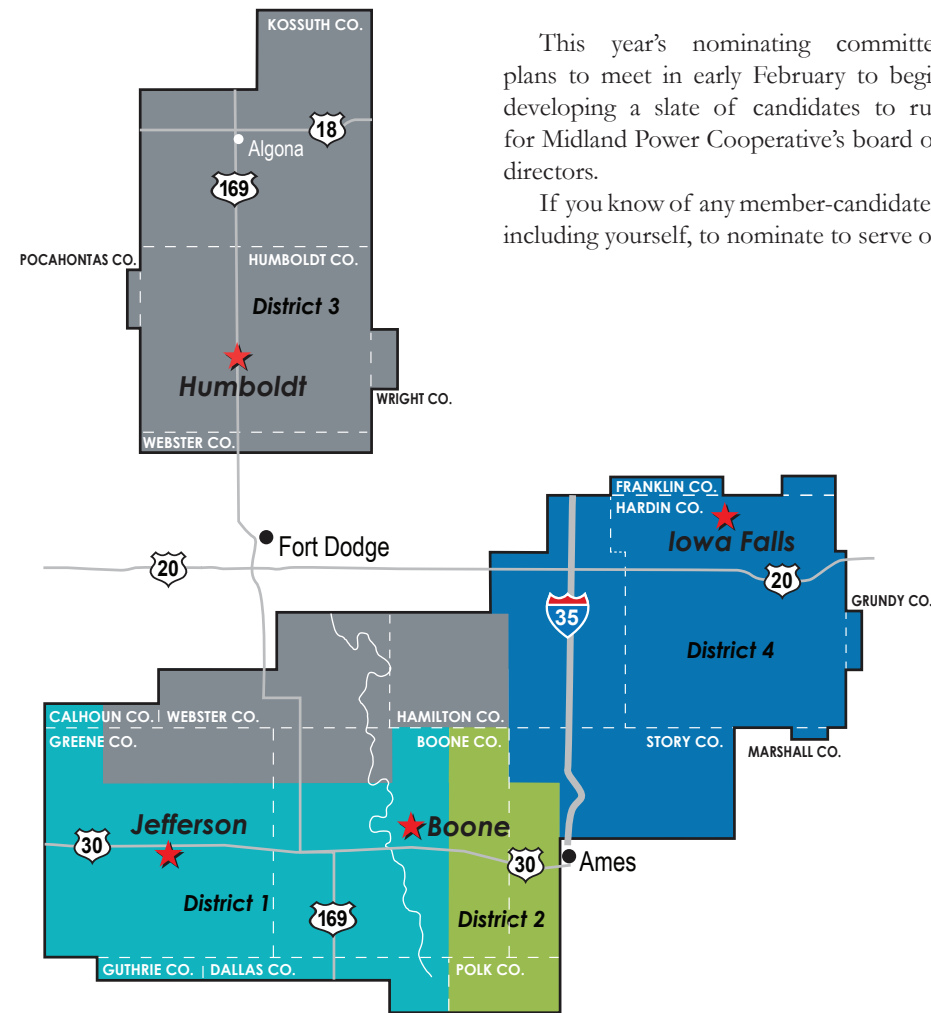 This year's nominating committe
plans to meet in early February to begi
developing a slate of candidates to ru
for Midland Power Cooperative's board o
directors.
If you know of any member-candidate
including yourself, to nominate to serve o
KOSSUTH CO.
18
Algona
169
POCAHONTAS CO.
HUMBOLDT CO.
District 3
Humboldt
WRIGHT CO.
WEBSTER CO.
Fort Dodge
20
FRANKLIN CO.
HARDIN CO.
Iowa Falls
20
35
GRUNDY CO.
District 4
CALHOUN CO. | WEBSTER CO.
HAMILTON CO.
GREENE CO.
BOONE CO.
STORY CO.
MARSHALL CO.
Jefferson
Boone
30
30
Ames
District 1
169
District 2
GUTHRIE CO. | DALLAS CO.
POLK CO.